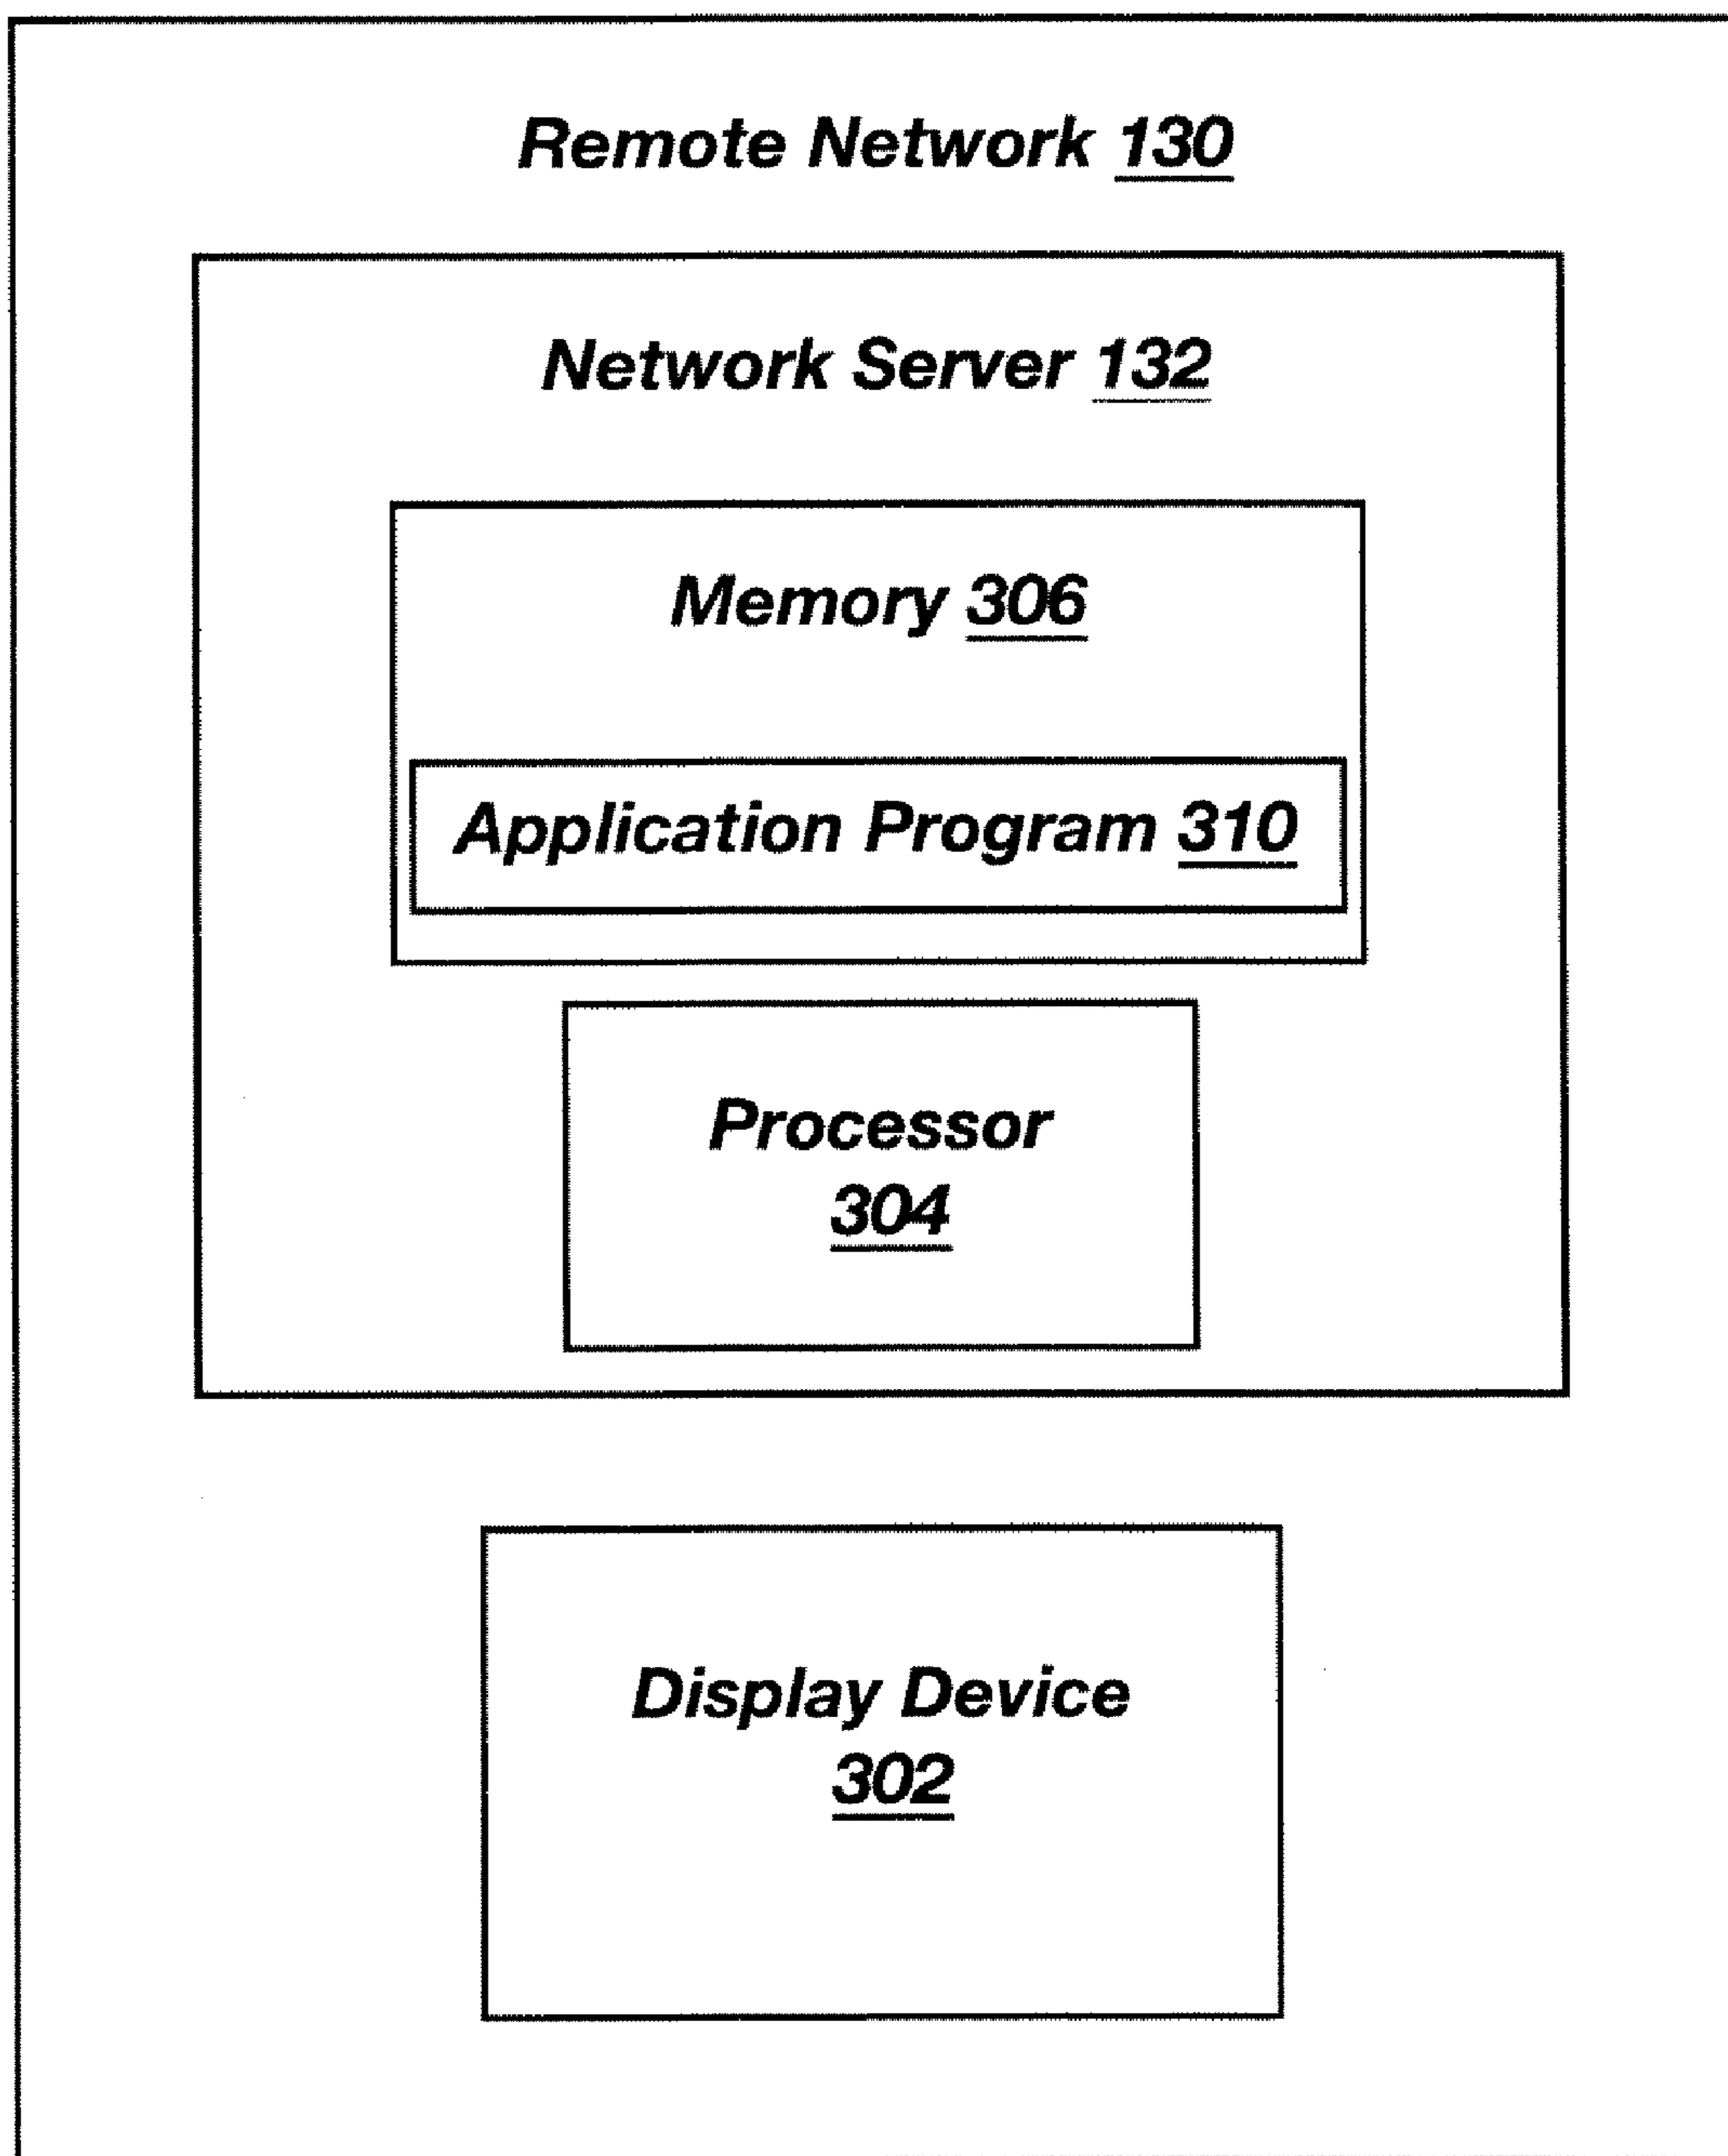 Remote Network 130
Network Server 132
Memory 306
Application Program 310
Processor
304
Display Device
302